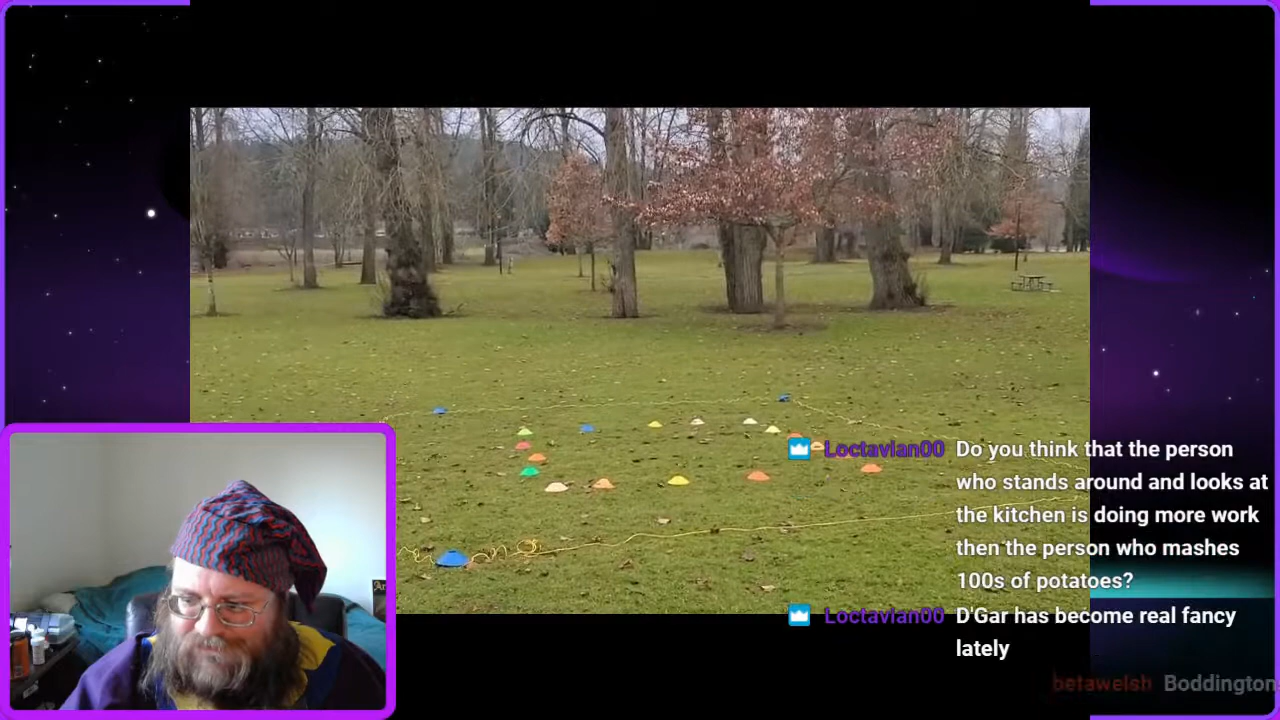 Loctavian00 Do you think that the person
who stands around and looks at
the kitchen is doing more work
then the person who mashes
100s of potatoes?
Loctavian00 D'Gar has become real fancy
lately
betawelsh Boddington